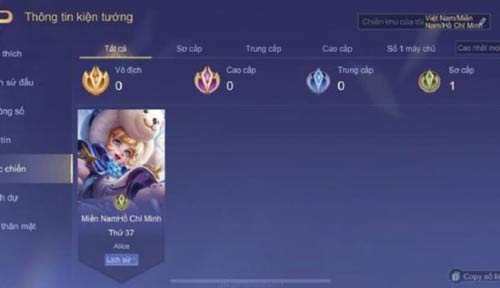 Thông tin kiện tướng
Chiến khu của tôi
Việt Nam/Miền
Nam/Hồ Chí Minh
Tất cả
Sơ cấp
Trung cấp
Cao cấp
Số 1 máy chủ
Cao nhất mọi
thích
sử đấu
ông số
tin
chiến
h dự
thân mật
Vô địch
0
Cao cấp
0
Trung cấp
0
Sơ cấp
1
Miền NamHồ Chí Minh
Thứ 37
Alice
Lịch sử
Copy số li